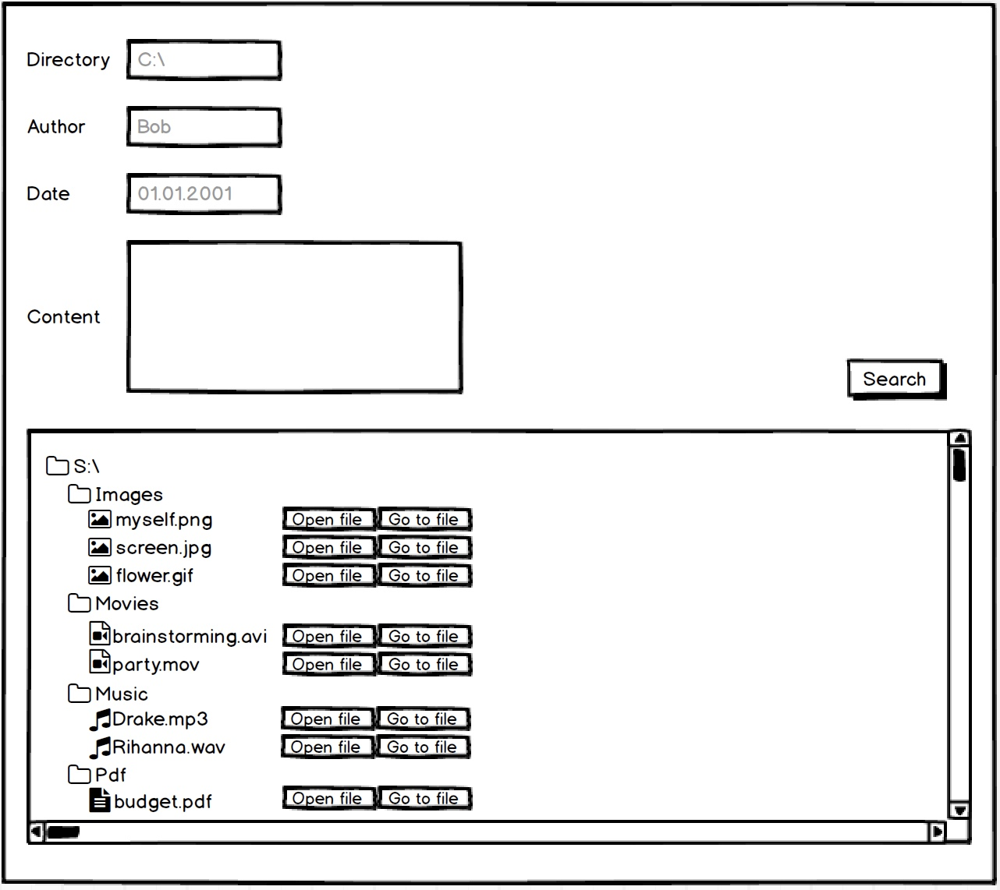 Directory C:\
Author Bob
Date 01.01.2001
Content
Search
S:\
Images
myself.png Open file Go to file
screen.jpg Open file Go to file
flower.gif Open file Go to file
Movies
brainstorming.avi Open file Go to file
party.mov Open file Go to file
Music
Drake.mp3 Open file Go to file
Rihanna.wav Open file Go to file
Pdf
budget.pdf Open file Go to file